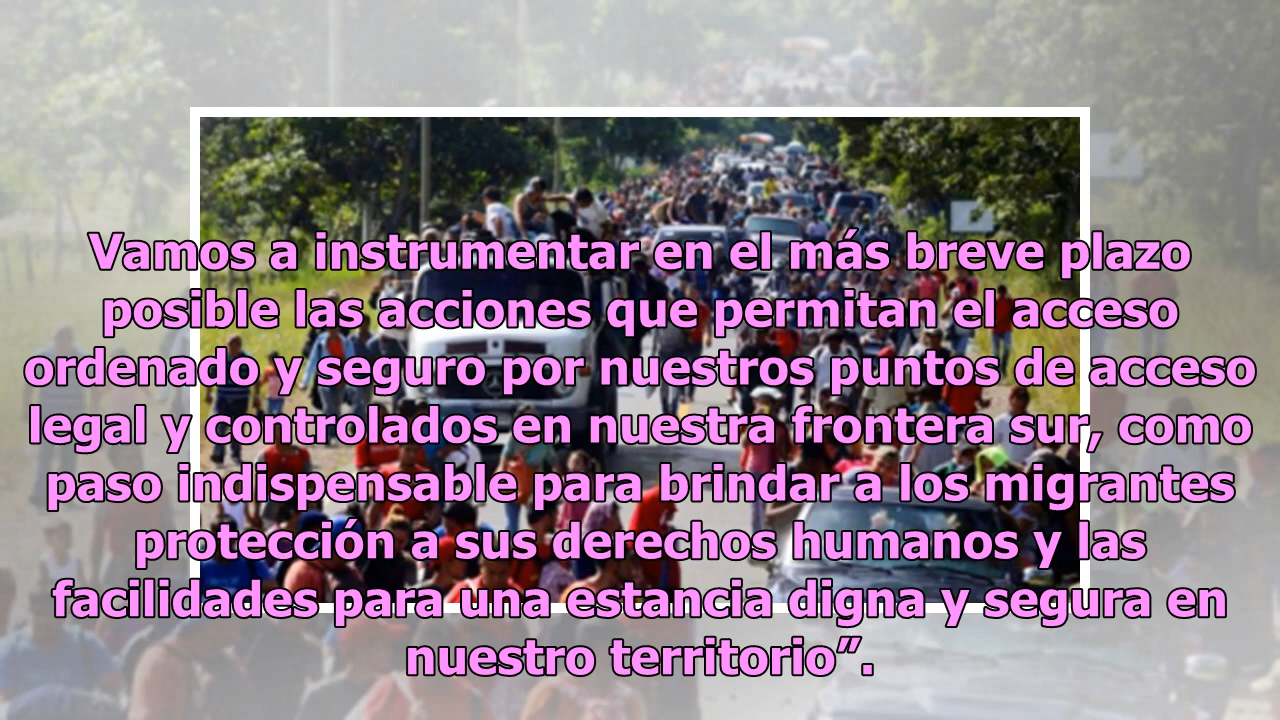 Vamos a instrumentar en el más breve plazo
posible las acciones que permitan el acceso
ordenado y seguro por nuestros puntos de acceso
legal y controlados en nuestra frontera sur, como
paso indispensable para brindar a los migrantes
protección a sus derechos humanos y las
facilidades para una estancia digna y segura en
nuestro territorio”.